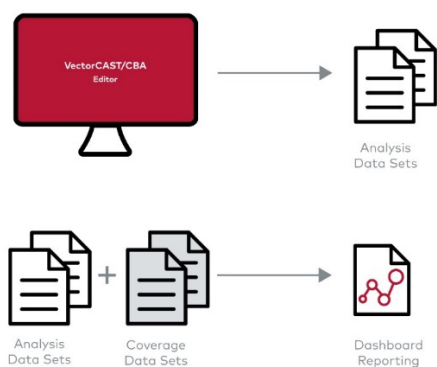 VectorCAST/CBA
Editor
Analysis
Data Sets
+
Analysis
Data Sets
Coverage
Data Sets
Dashboard
Reporting